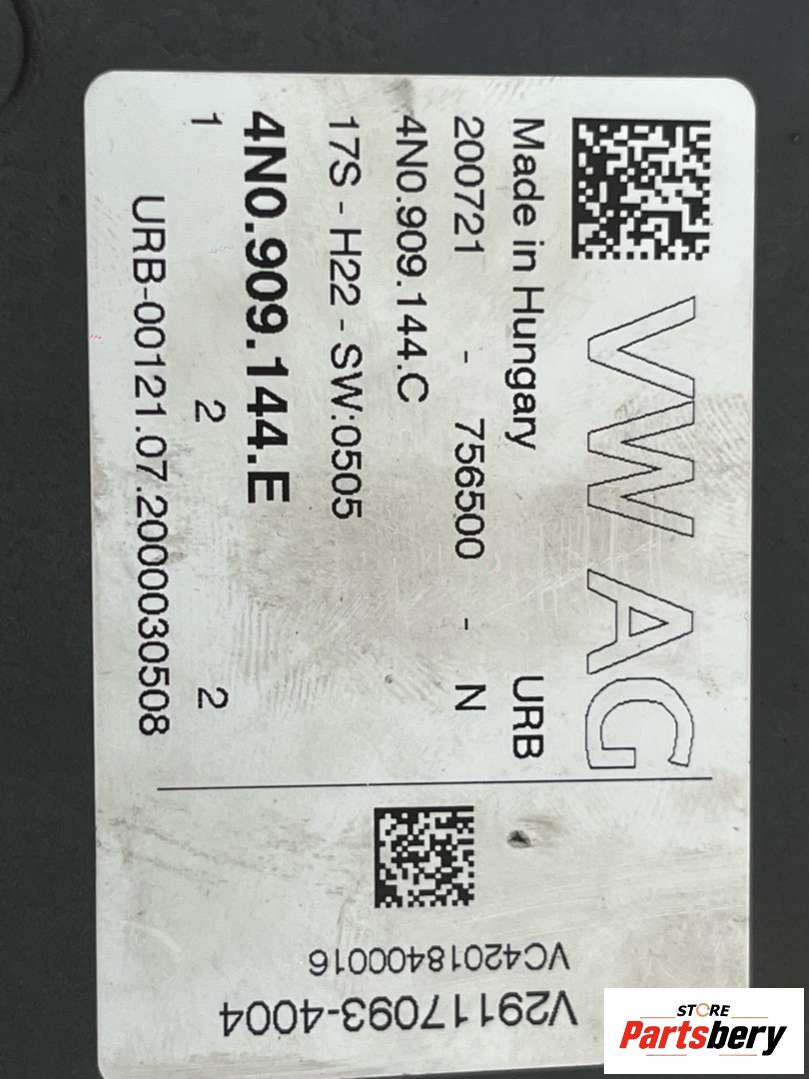 VW AG
Made in Hungary URB
200721 - 756500 - N
4N0.909.144.C
17S - H22 - SW:0505
4N0.909.144.E
1 2 2
URB-00121.07.2000030508
VC42018400016
V29117093-4004
STORE
Partsbery